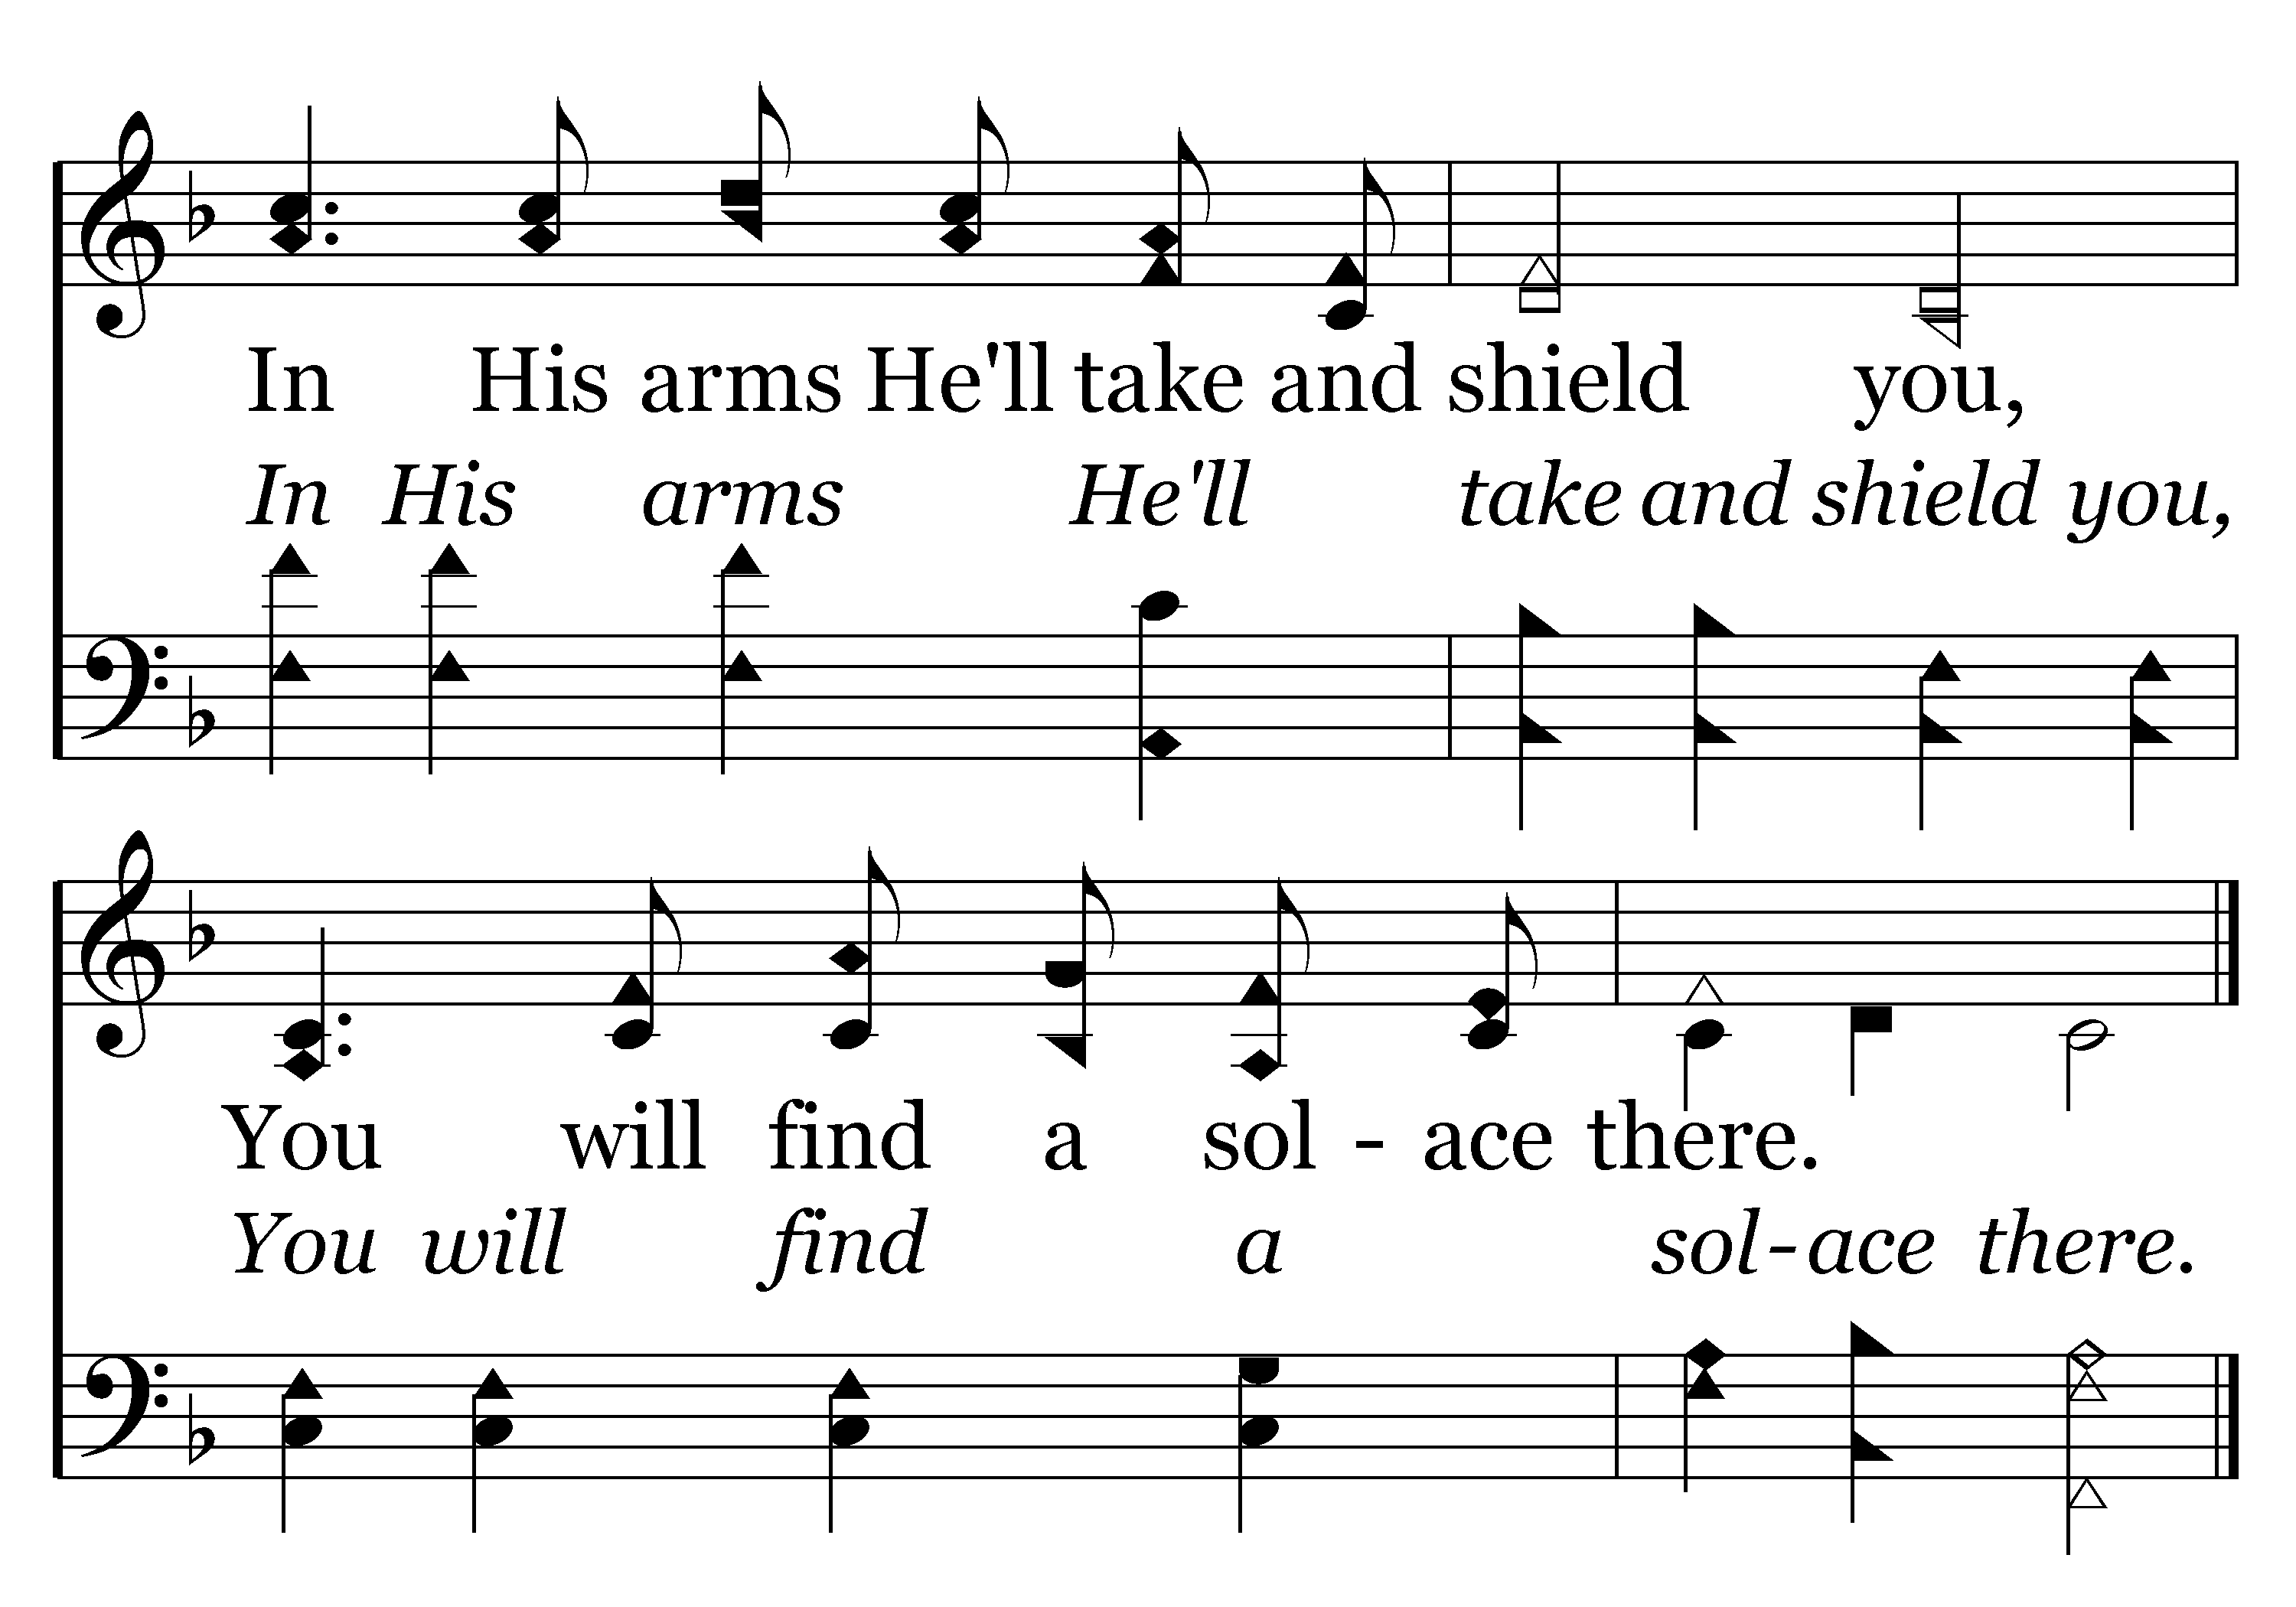 In His arms He'll take and shield you,
In His arms He'll take and shield you,
You will find a sol - ace there.
You will find a sol-ace there.